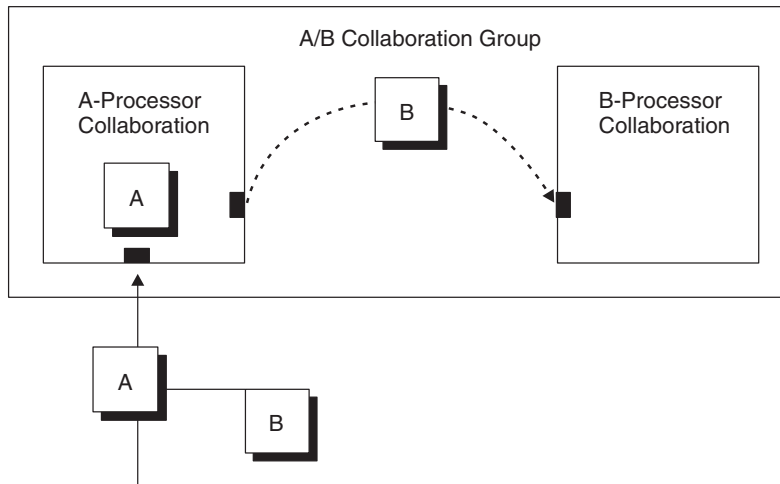 A/B Collaboration Group
A-Processor
Collaboration
B
B-Processor
Collaboration
A
A
B